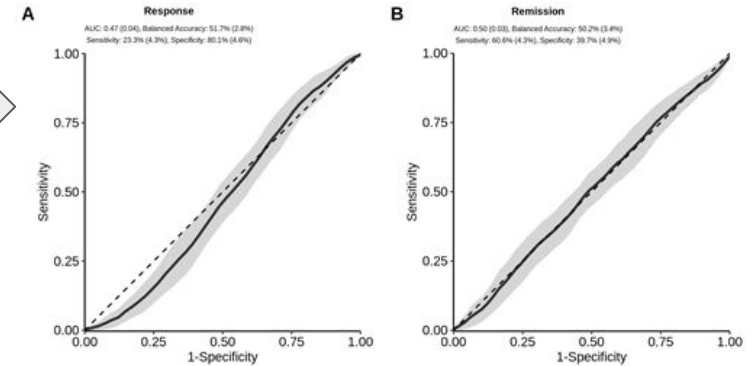 A
Response
AUC: 0.47 (0.04), Balanced Accuracy: 51.7% (2.8%)
Sensitivity: 23.3% (4.3%), Specificity: 80.1% (4.6%)
1.00
0.75
0.50
0.25
0.00
Sensitivity
0.00 0.25 0.50 0.75 1.00
1-Specificity
B
Remission
AUC: 0.50 (0.03), Balanced Accuracy: 50.2% (3.4%)
Sensitivity: 60.6% (4.3%), Specificity: 39.7% (4.9%)
1.00
0.75
0.50
0.25
0.00
Sensitivity
0.00 0.25 0.50 0.75 1.00
1-Specificity